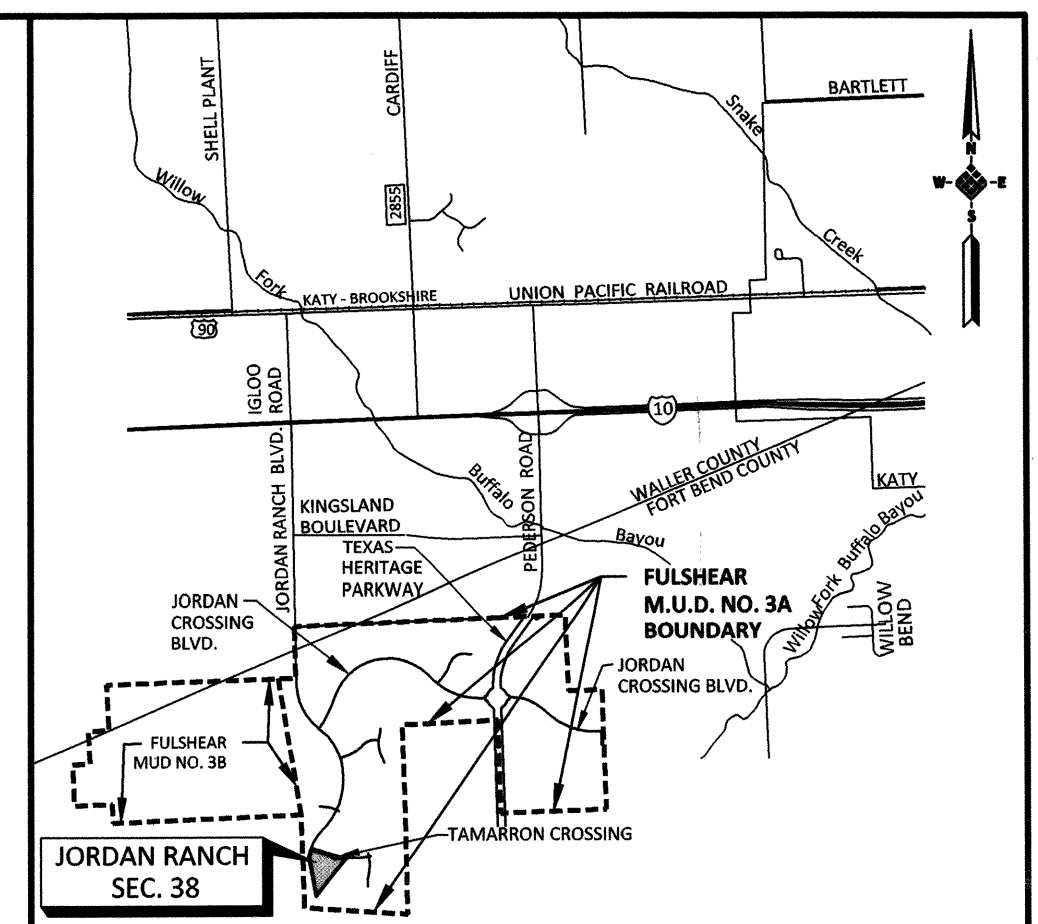 SHELL PLANT
CARDIFF
2855
Snake
Creek
BARTLETT
N
W
E
S
Willow
Fork
KATY - BROOKSHIRE
UNION PACIFIC RAILROAD
90
IGLOO
ROAD
10
JORDAN RANCH BLVD.
PEDERSON ROAD
Buffalo
Bayou
WALLER COUNTY
FORT BEND COUNTY
KATY
KINGSLAND
BOULEVARD
TEXAS
HERITAGE
PARKWAY
Willow Fork Buffalo Bayou
WILLOW
BEND
JORDAN
CROSSING
BLVD.
FULSHEAR
M.U.D. NO. 3A
BOUNDARY
JORDAN
CROSSING BLVD.
FULSHEAR
MUD NO. 3B
TAMARRON CROSSING
JORDAN RANCH
SEC. 38